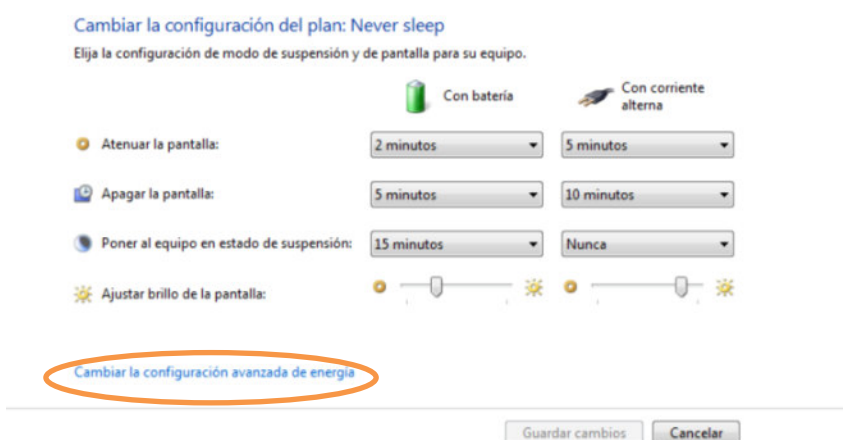 Cambiar la configuración del plan: Never sleep
Elija la configuración de modo de suspensión y de pantalla para su equipo.
Con batería
Con corriente
alterna
Atenuar la pantalla: 2 minutos 5 minutos
Apagar la pantalla: 5 minutos 10 minutos
Poner al equipo en estado de suspensión: 15 minutos Nunca
Ajustar brillo de la pantalla:
Cambiar la configuración avanzada de energía
Guardar cambios Cancelar